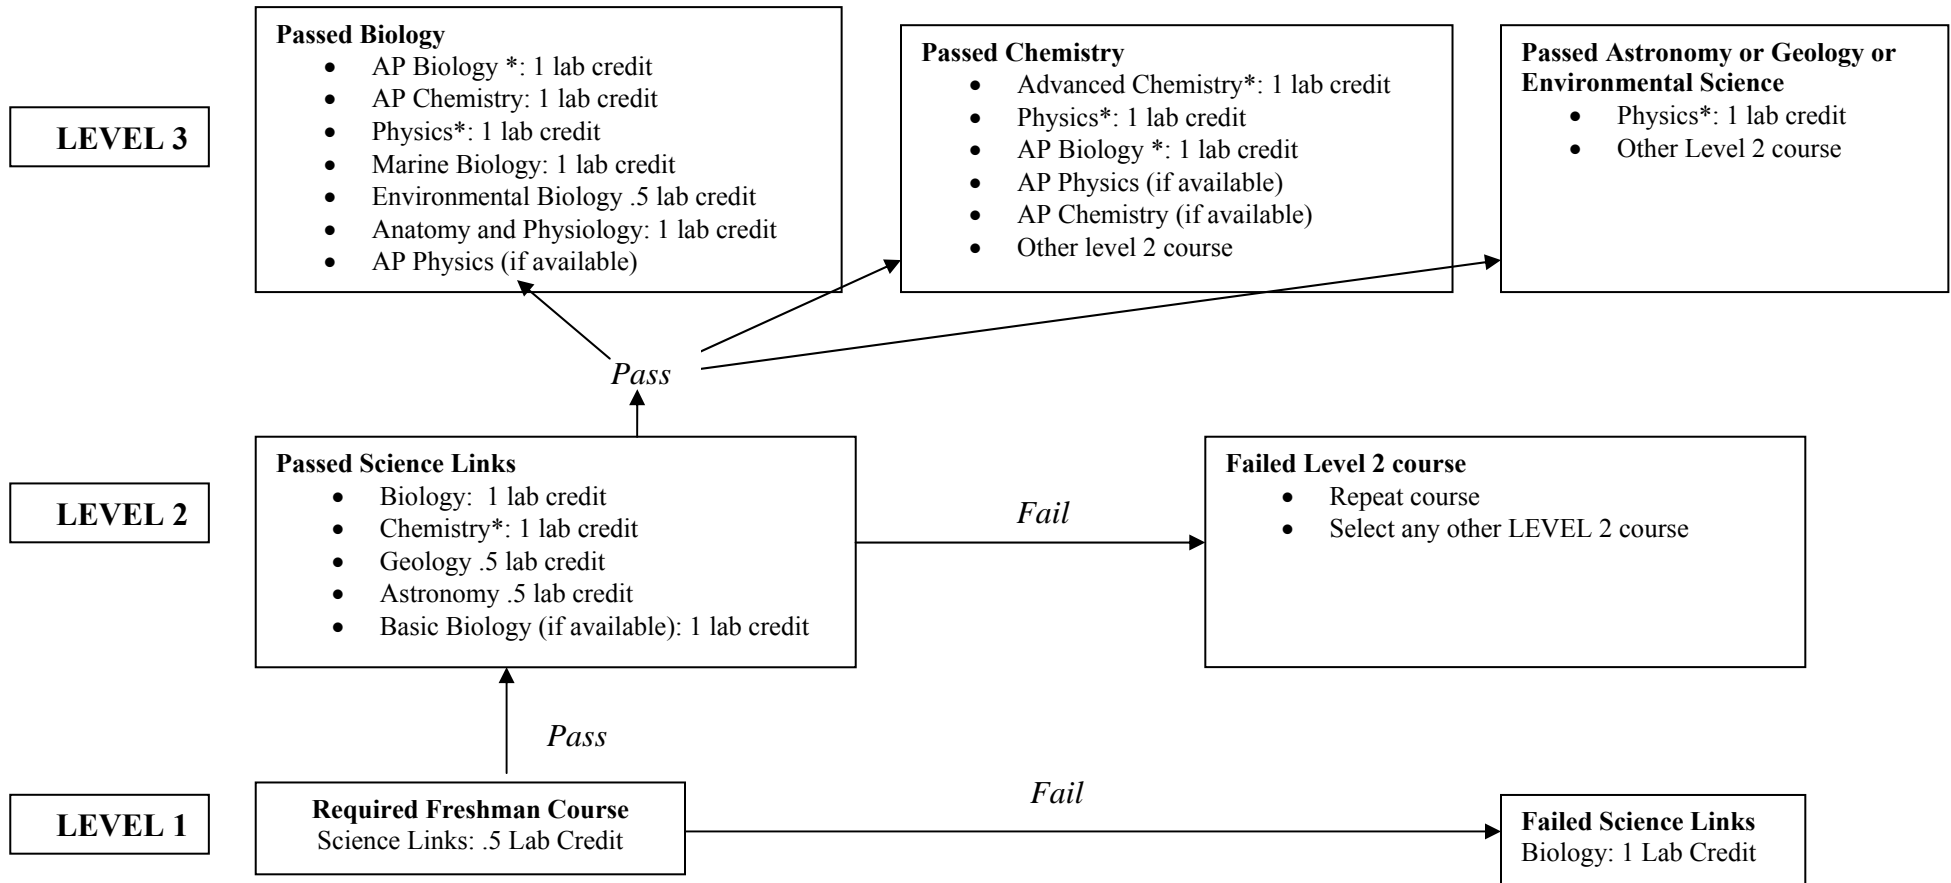 LEVEL 3
Passed Biology
• AP Biology *: 1 lab credit
• AP Chemistry: 1 lab credit
• Physics*: 1 lab credit
• Marine Biology: 1 lab credit
• Environmental Biology .5 lab credit
• Anatomy and Physiology: 1 lab credit
• AP Physics (if available)
Passed Chemistry
• Advanced Chemistry*: 1 lab credit
• Physics*: 1 lab credit
• AP Biology *: 1 lab credit
• AP Physics (if available)
• AP Chemistry (if available)
• Other level 2 course
Passed Astronomy or Geology or
Environmental Science
• Physics*: 1 lab credit
• Other Level 2 course
Pass
LEVEL 2
Passed Science Links
• Biology: 1 lab credit
• Chemistry*: 1 lab credit
• Geology .5 lab credit
• Astronomy .5 lab credit
• Basic Biology (if available): 1 lab credit
Fail
Failed Level 2 course
• Repeat course
• Select any other LEVEL 2 course
Pass
LEVEL 1
Required Freshman Course
Science Links: .5 Lab Credit
Fail
Failed Science Links
Biology: 1 Lab Credit